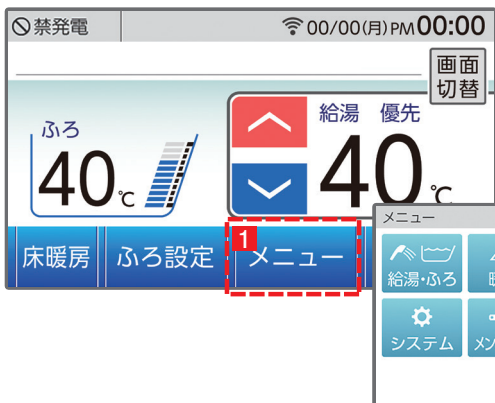 禁発電
00/00(月) PM 00:00
画面
切替
ふろ
40℃
給湯 優先
40℃
1
床暖房
ふろ設定
メニュー
メニュー
給湯・ふろ
システム